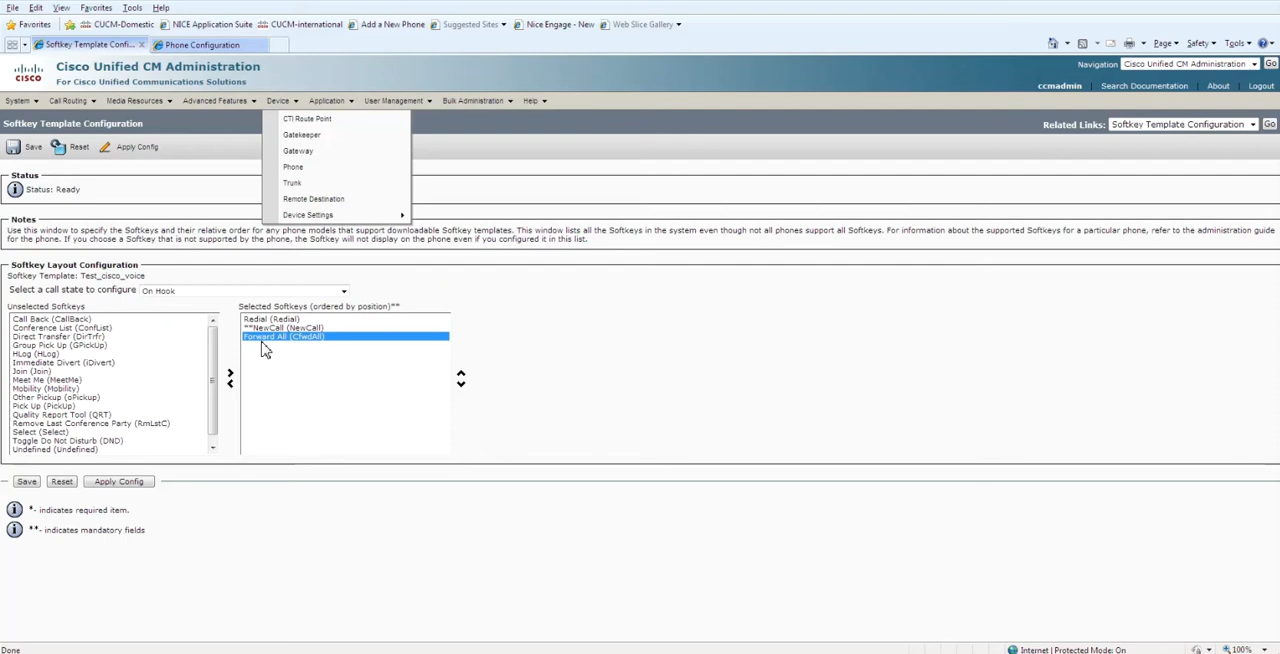 File Edit View Favorites Tools Help
Favorites CUCM-Domestic NICE Application Suite CUCM-international Add a New Phone Suggested Sites Nice Engage - New Web Slice Gallery
Softkey Template Confi... x Phone Configuration
Page Safety Tools
cisco Cisco Unified CM Administration
For Cisco Unified Communications Solutions
Navigation Cisco Unified CM Administration Go
ccmadmin Search Documentation About Logout
System Call Routing Media Resources Advanced Features Device Application User Management Bulk Administration Help
Softkey Template Configuration
Related Links: Softkey Template Configuration Go
Save Reset Apply Config
CTI Route Point
Gatekeeper
Gateway
Phone
Trunk
Remote Destination
Device Settings
Status
Status: Ready
Notes
Use this window to specify the Softkeys and their relative order for any phone models that support downloadable Softkey templates. This window lists all the Softkeys in the system even though not all phones support all Softkeys. For information about the supported Softkeys for a particular phone, refer to the administration guide
for the phone. If you choose a Softkey that is not supported by the phone, the Softkey will not display on the phone even if you configured it in this list.
Softkey Layout Configuration
Softkey Template: Test_cisco_voice
Select a call state to configure On Hook
Unselected Softkeys
Call Back (CallBack)
Conference List (ConfList)
Direct Transfer (DirTrfr)
Group Pick Up (GPickUp)
HLog (HLog)
Immediate Divert (iDivert)
Join (Join)
Meet Me (MeetMe)
Mobility (Mobility)
Other Pickup (oPickup)
Pick Up (PickUp)
Quality Report Tool (QRT)
Remove Last Conference Party (RmLstC)
Select (Select)
Toggle Do Not Disturb (DND)
Undefined (Undefined)
Selected Softkeys (ordered by position)**
Redial (Redial)
**NewCall (NewCall)
Forward All (CfwdAll)
Save Reset Apply Config
*- indicates required item.
**- indicates mandatory fields
Done
Internet | Protected Mode: On
100%